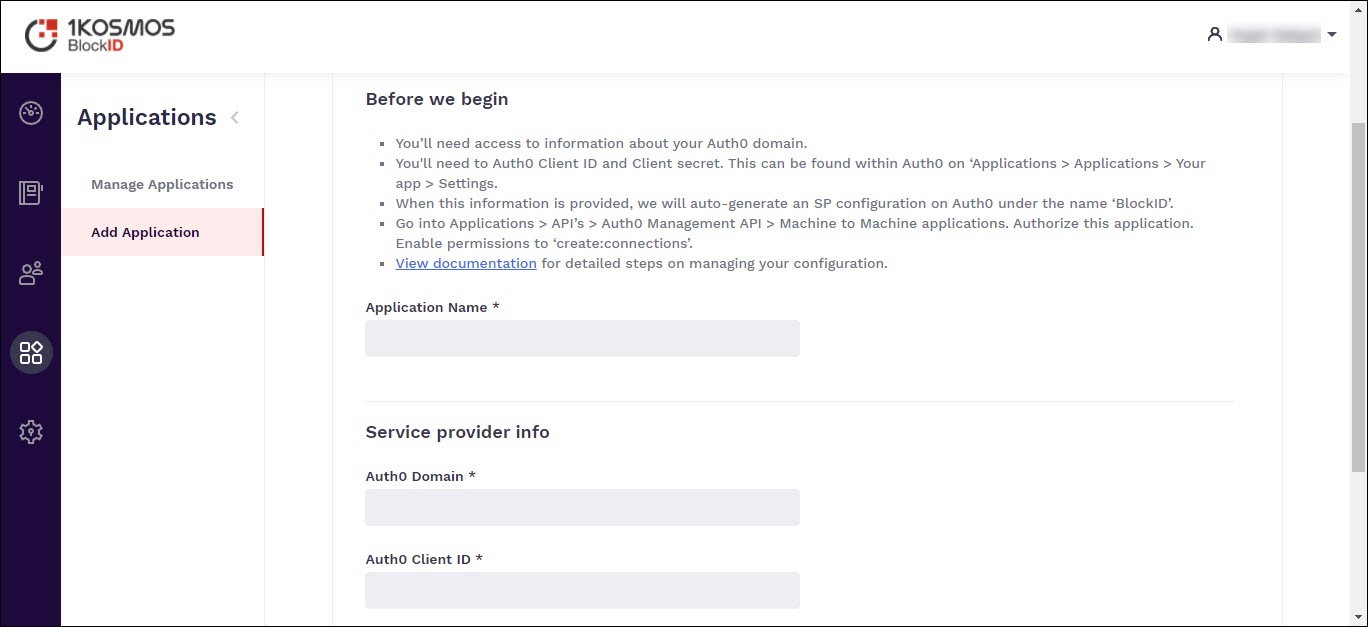 1KOSMOS
BlockID
Applications
Manage Applications
Add Application
Before we begin
You’ll need access to information about your Auth0 domain.
You'll need to Auth0 Client ID and Client secret. This can be found within Auth0 on ‘Applications > Applications > Your
app > Settings.
When this information is provided, we will auto-generate an SP configuration on Auth0 under the name ‘BlockID’.
Go into Applications > API’s > Auth0 Management API > Machine to Machine applications. Authorize this application.
Enable permissions to ‘create:connections’.
View documentation for detailed steps on managing your configuration.
Application Name *
Service provider info
Auth0 Domain *
Auth0 Client ID *